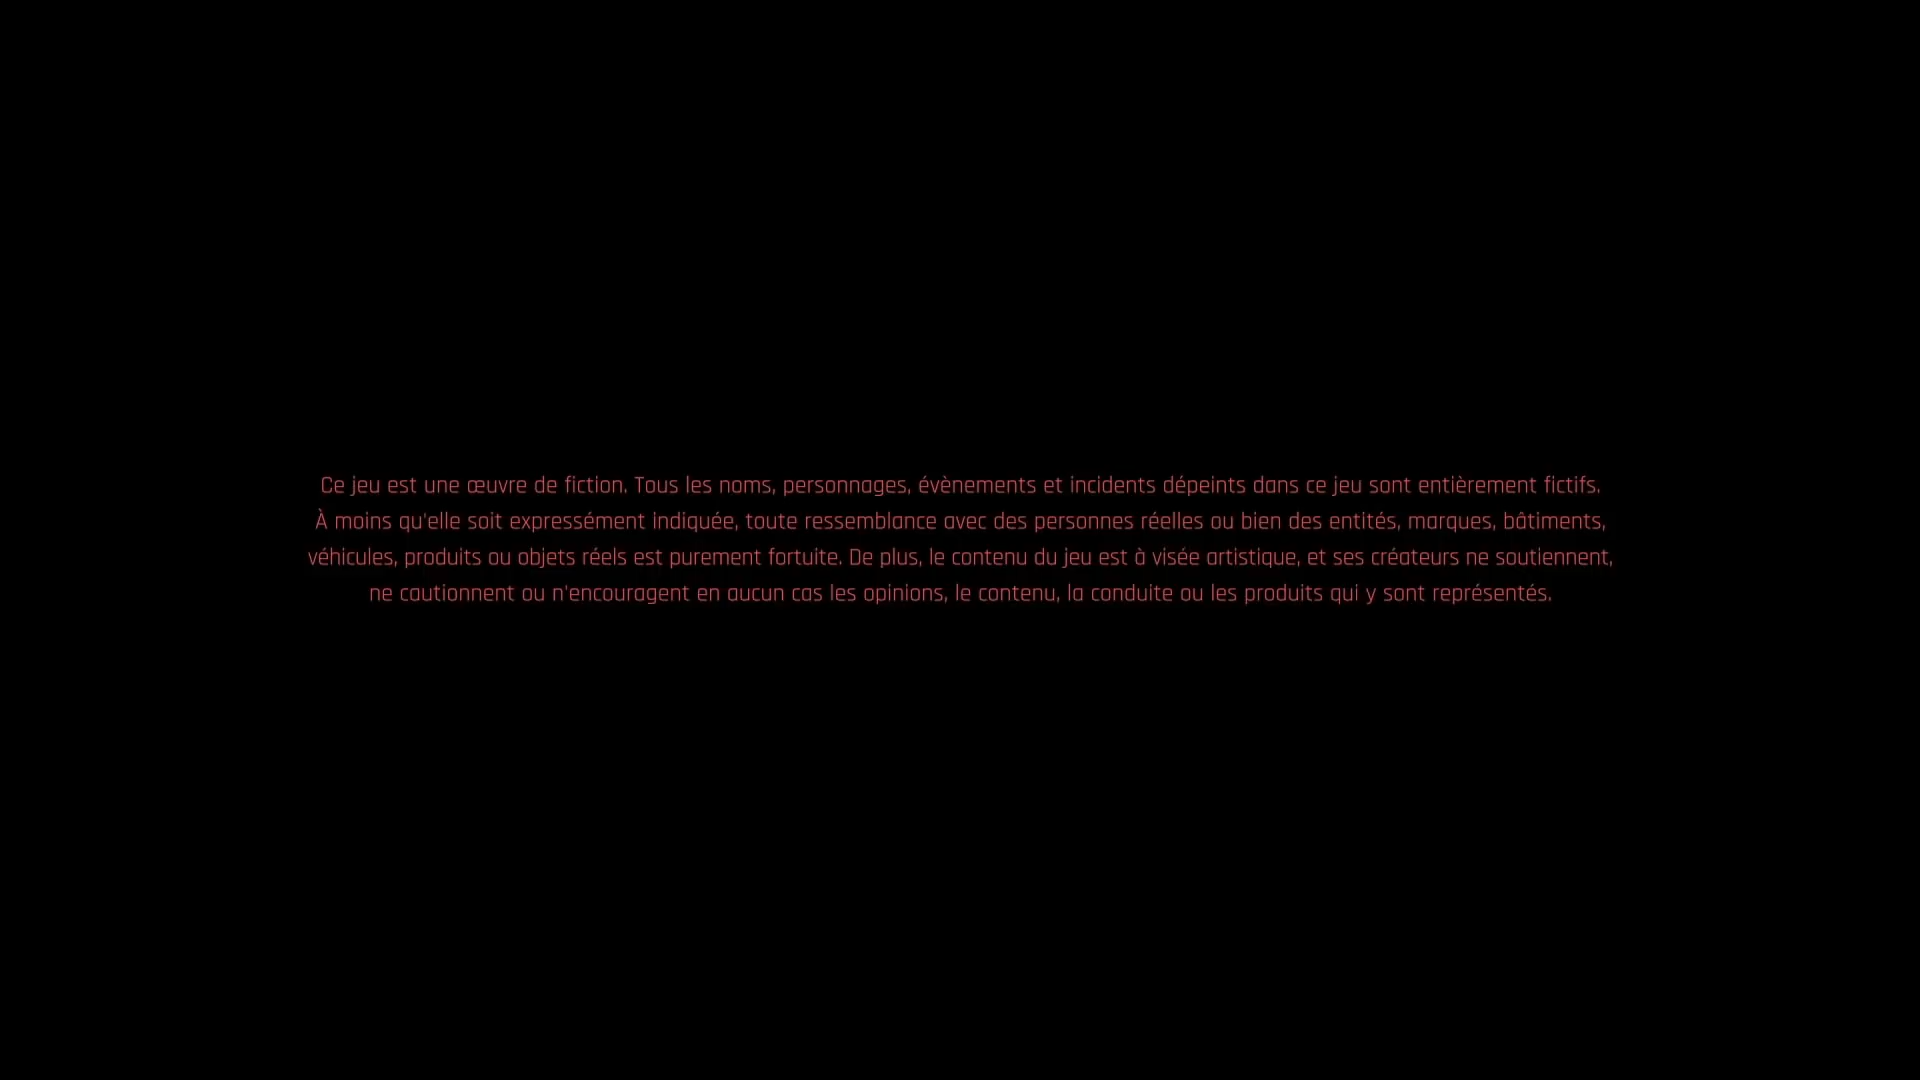 Ce jeu est une œuvre de fiction. Tous les noms, personnages, évènements et incidents dépeints dans ce jeu sont entièrement fictifs.
À moins qu'elle soit expressément indiquée, toute ressemblance avec des personnes réelles ou bien des entités, marques, bâtiments,
véhicules, produits ou objets réels est purement fortuite. De plus, le contenu du jeu est à visée artistique, et ses créateurs ne soutiennent,
ne cautionnent ou n'encouragent en aucun cas les opinions, le contenu, la conduite ou les produits qui y sont représentés.